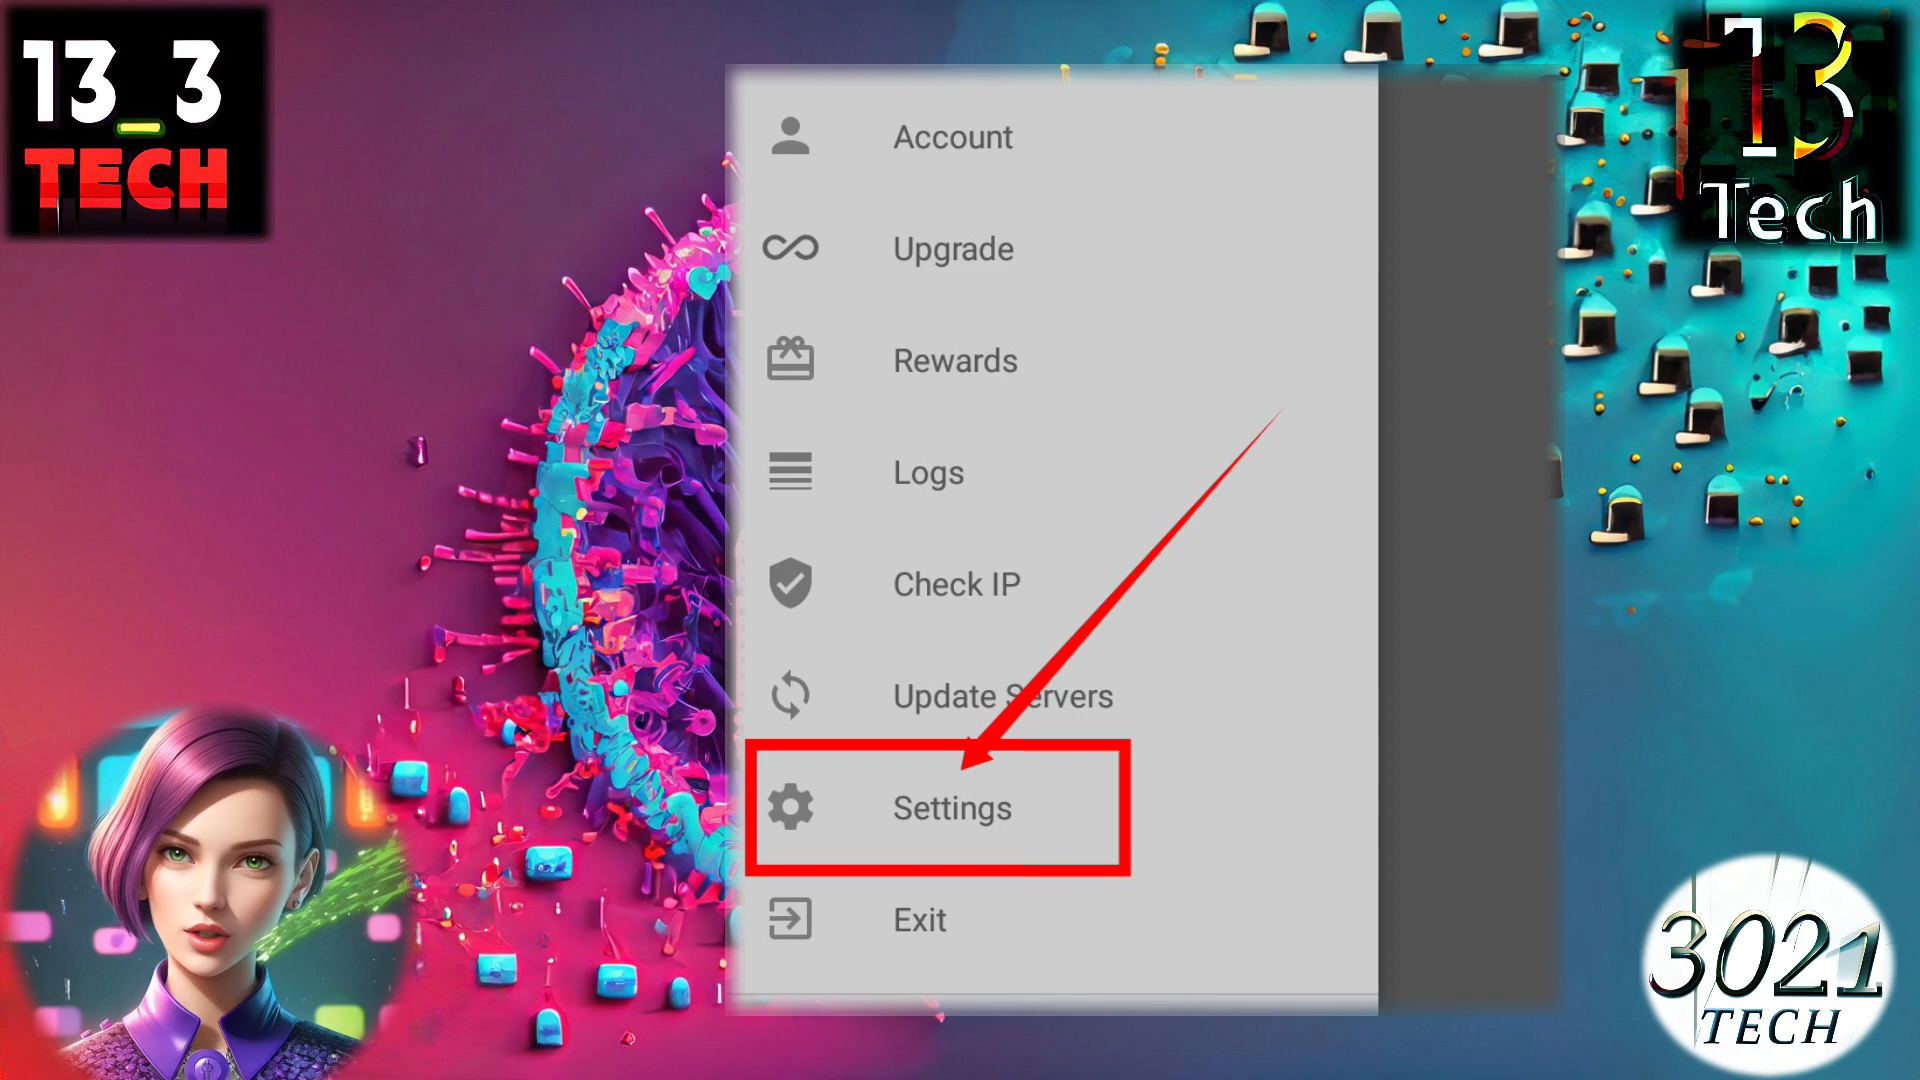 13_3
TECH
13
Tech
Account
Upgrade
Rewards
Logs
Check IP
Update Servers
Settings
Exit
3021
TECH